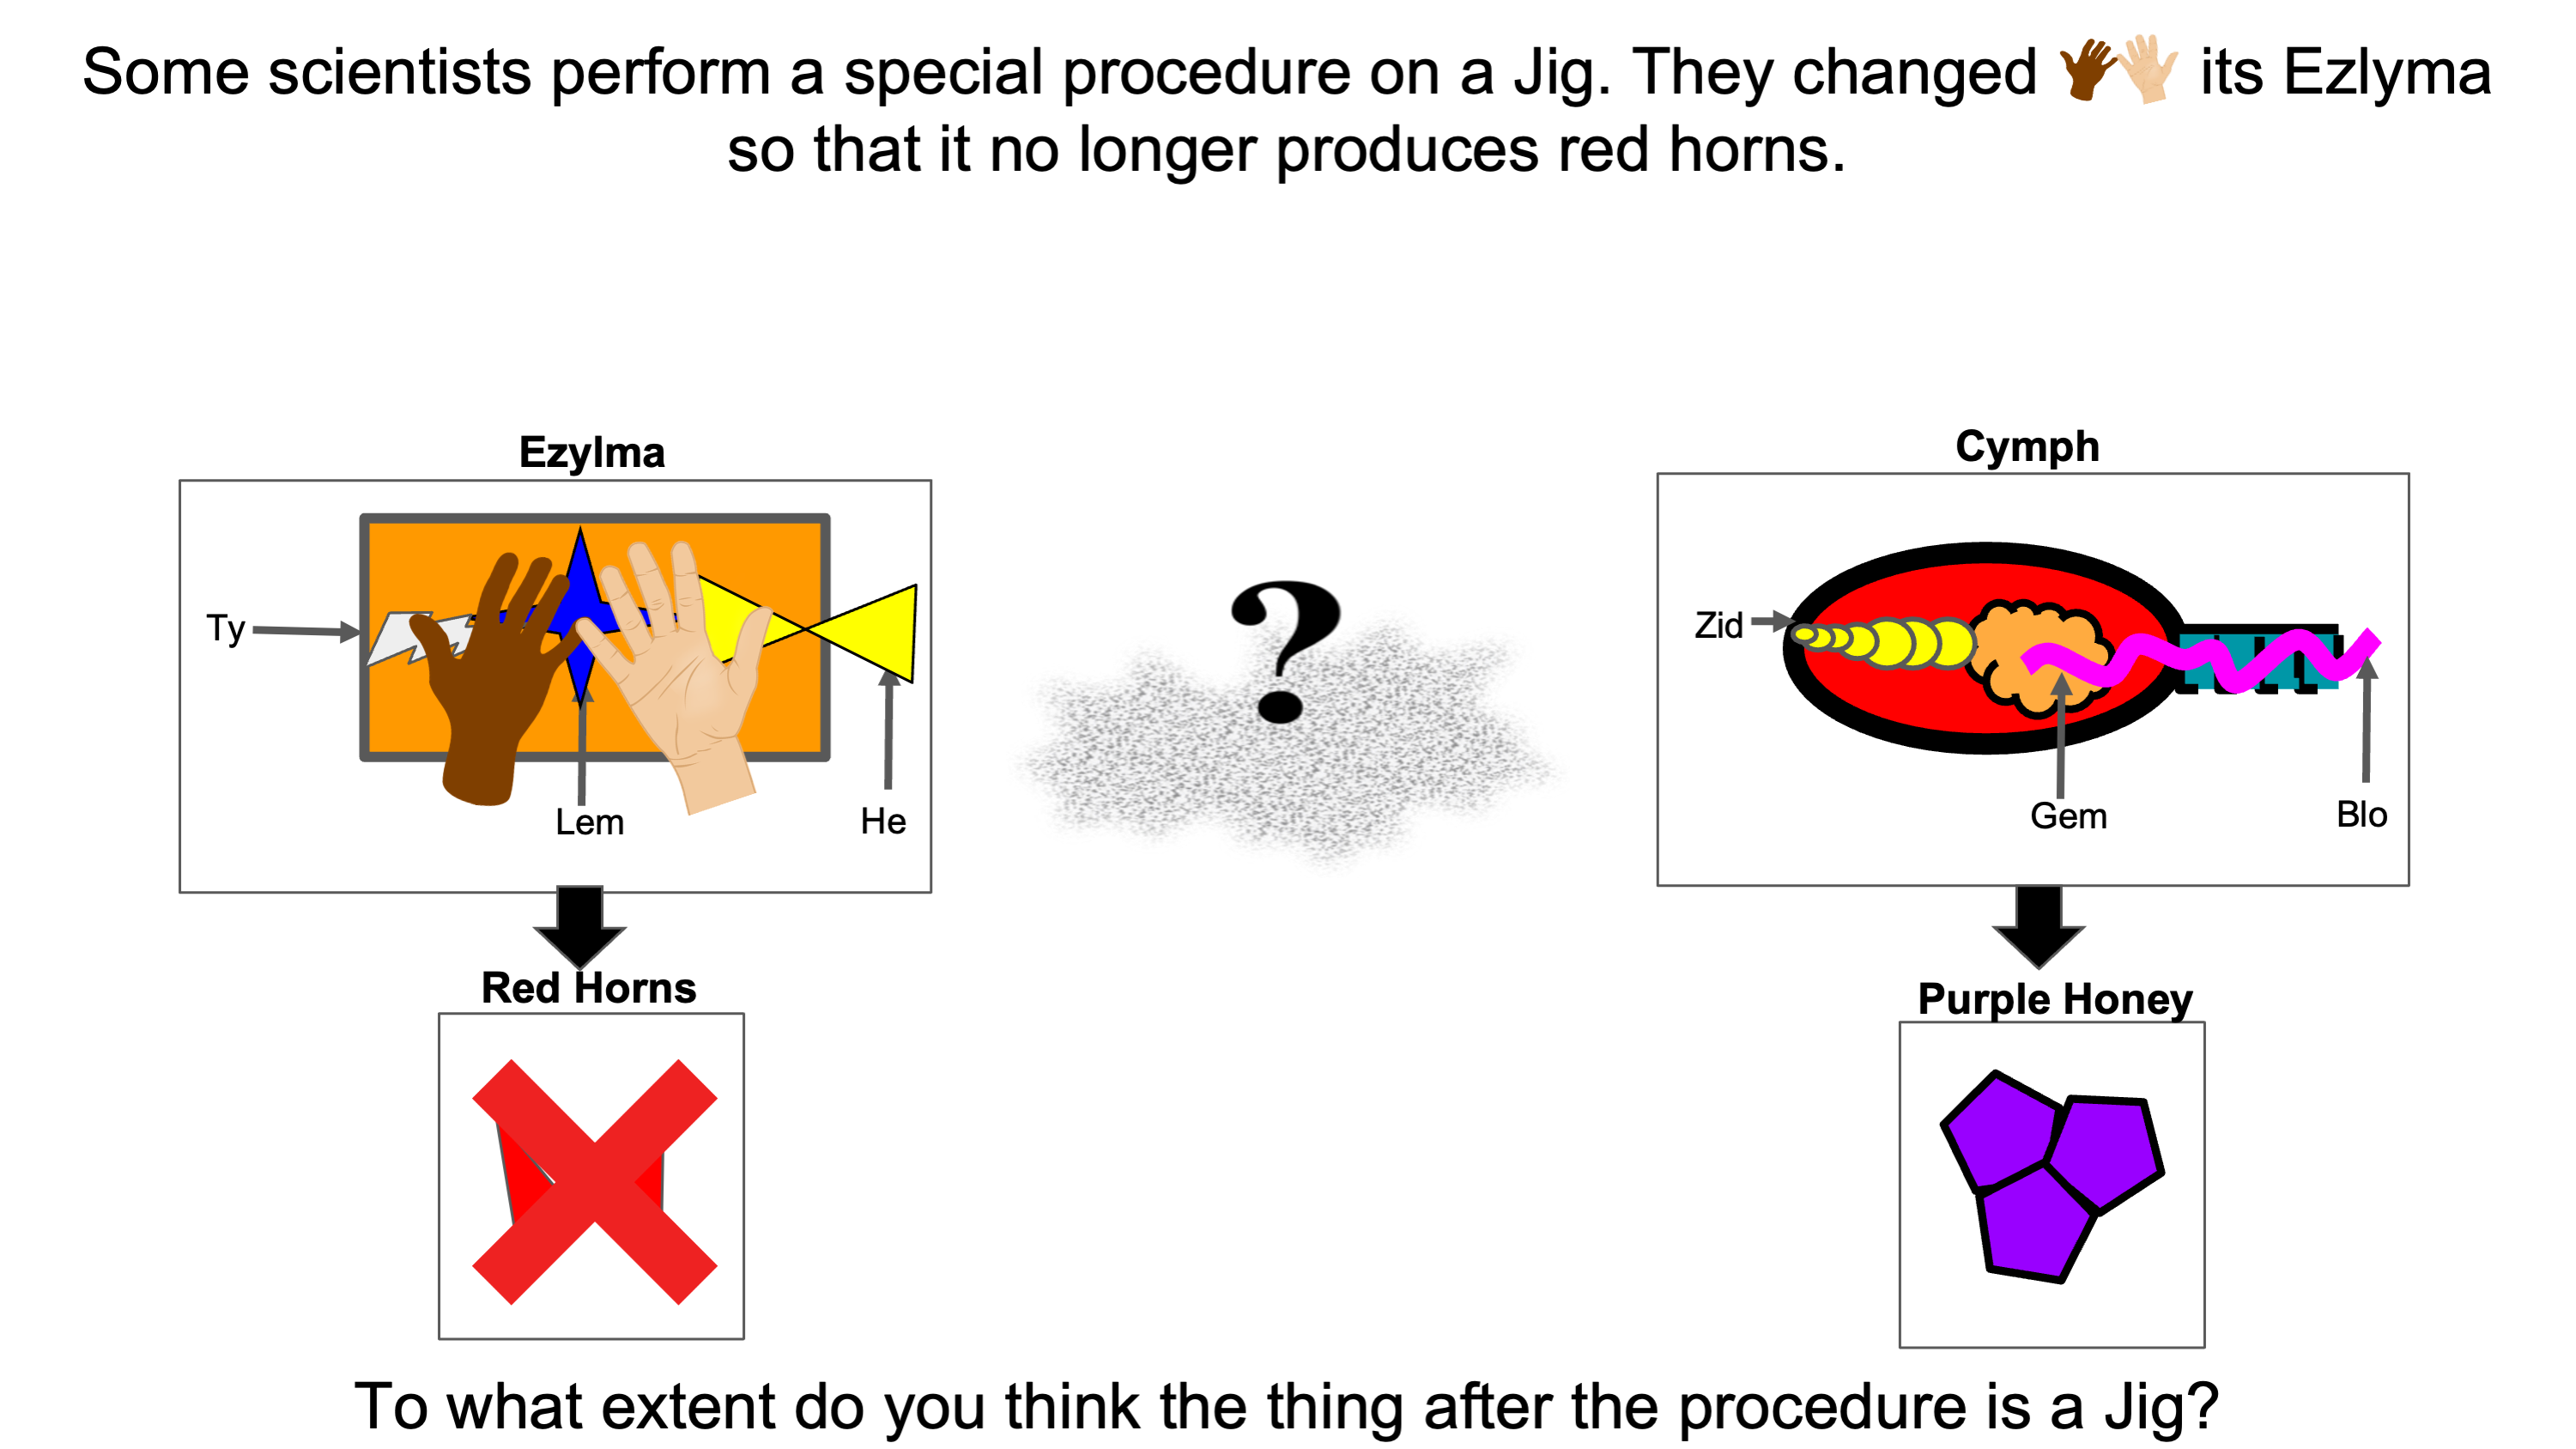 Some scientists perform a special procedure on a Jig. They changed its Ezlyma
so that it no longer produces red horns.
Ezylma
Cymph
Ty
Lem
He
Zid
Gem
Blo
?
Red Horns
Purple Honey
To what extent do you think the thing after the procedure is a Jig?